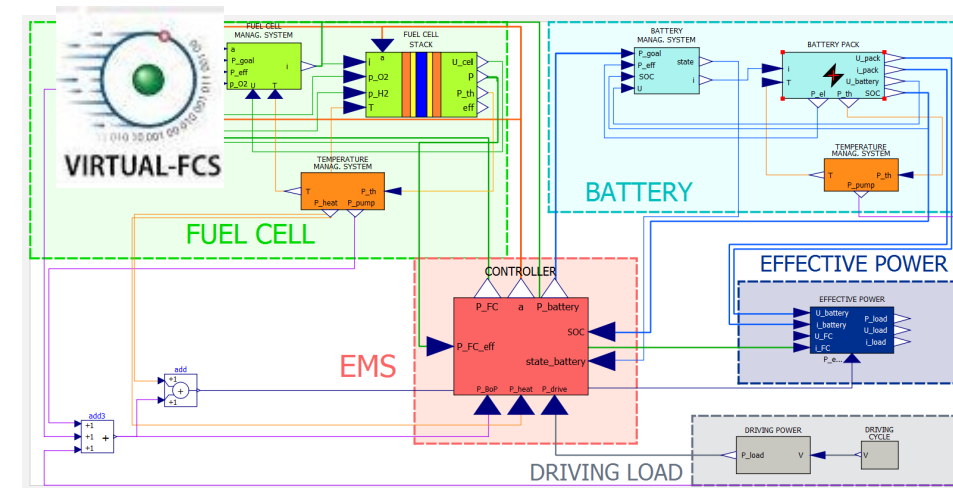 FUEL CELL
MANAG. SYSTEM
a
P_goal
P_eff
p_O2
U
T
i
FUEL CELL
STACK
a
i
p_O2
p_H2
T
U_cell
P
P_th
eff
BATTERY
MANAG. SYSTEM
P_goal
P_eff
SOC
U
state
i
BATTERY PACK
i
T
U_pack
i_pack
U_battery
SOC
P_el
P_th
VIRTUAL-FCS
TEMPERATURE
MANAG. SYSTEM
T
P_th
P_heat
P_pump
TEMPERATURE
MANAG. SYSTEM
T
P_th
P_pump
FUEL CELL
BATTERY
CONTROLLER
P_FC
a
P_battery
SOC
P_FC_eff
state_battery
P_BoP
P_heat
P_drive
EMS
EFFECTIVE POWER
EFFECTIVE POWER
U_battery
i_battery
U_FC
i_FC
P_load
U_load
i_load
P_e...
add
+1
+
+1
add3
+1
+1
+
+1
DRIVING LOAD
DRIVING POWER
P_load
V
DRIVING
CYCLE
V